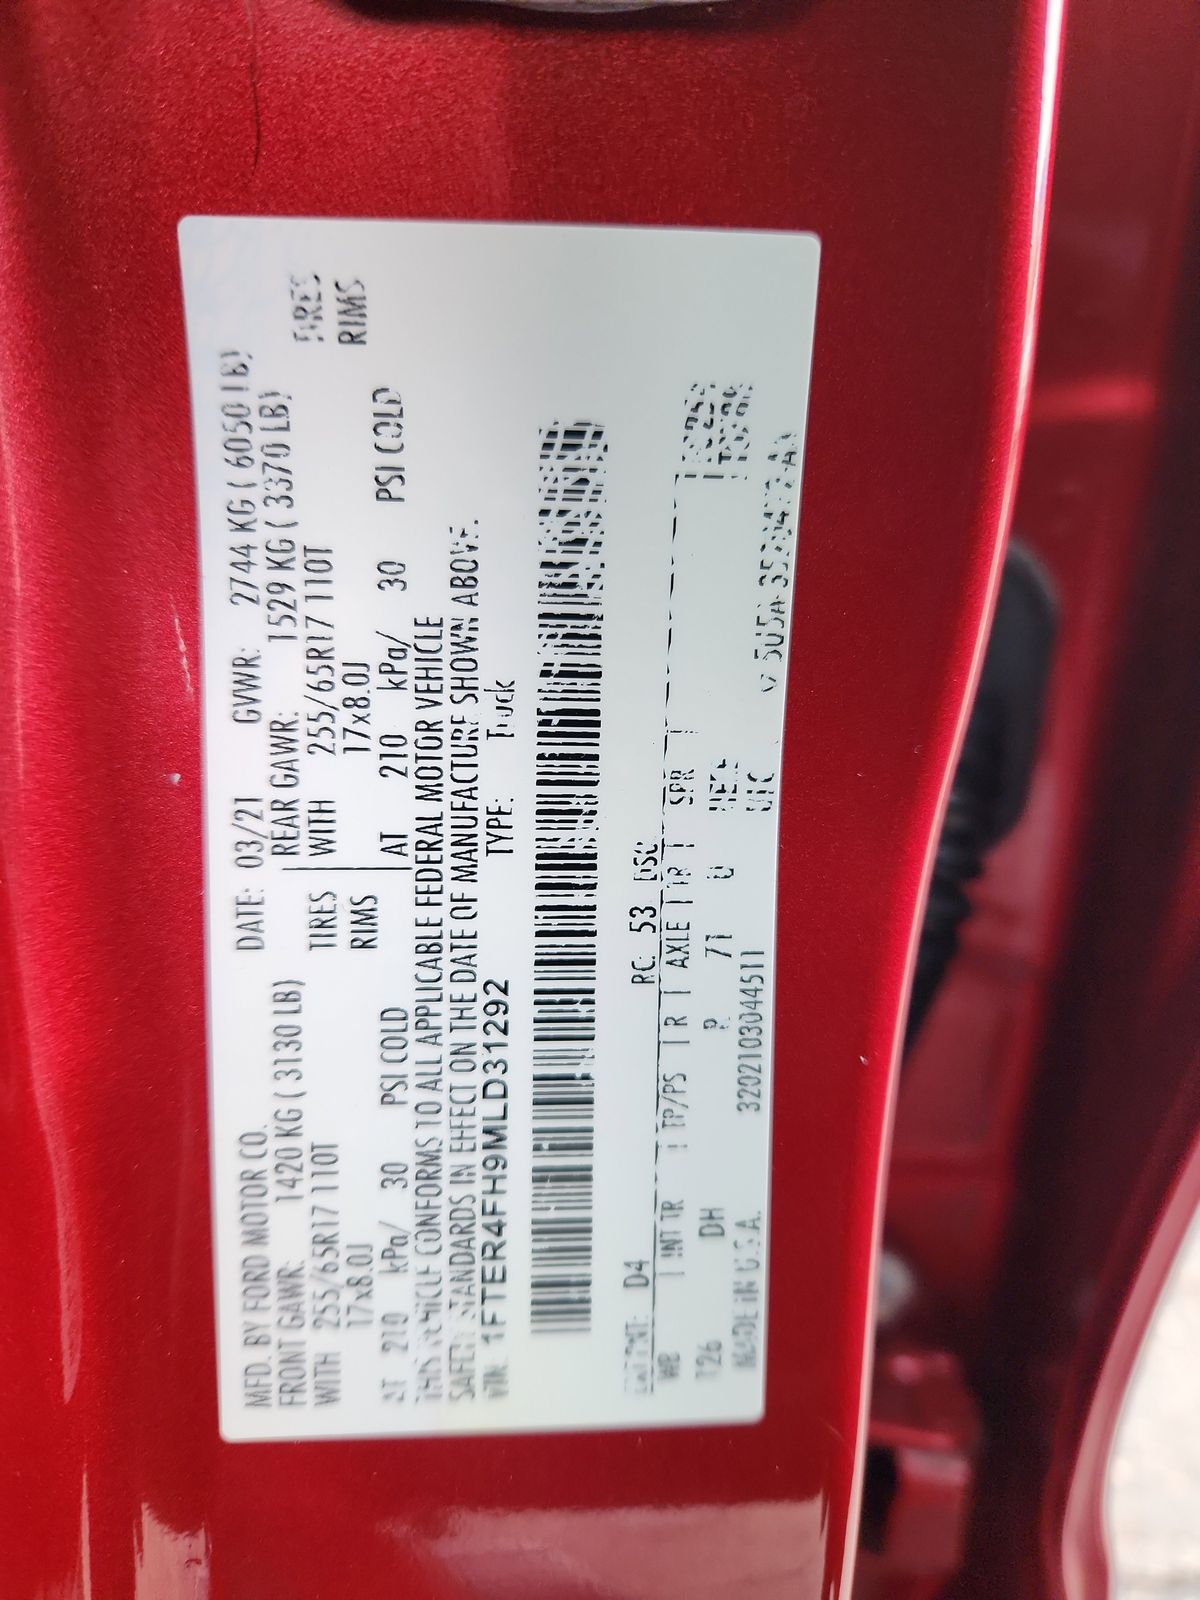 MFD. BY FORD MOTOR CO. DATE: 03/21 GVWR: 2744 KG ( 6050 LB)
FRONT GAWR: 1420 KG ( 3130 LB) REAR GAWR: 1529 KG ( 3370 LB)
WITH 255/65R17 110T TIRES WITH 255/65R17 110T TIRES
17x8.0J RIMS 17x8.0J RIMS
AT 210 kPa/ 30 PSI COLD AT 210 kPa/ 30 PSI COLD
THIS VEHICLE CONFORMS TO ALL APPLICABLE FEDERAL MOTOR VEHICLE
SAFETY STANDARDS IN EFFECT ON THE DATE OF MANUFACTURE SHOWN ABOVE.
VIN: 1FTER4FH9MLD31292 TYPE: Truck
EXT PNT: D4 RC: 53 DSO:
WB INT TR TP/PS R AXLE TR SPR
126 DH R 71
MADE IN U.S.A. 3202103044511